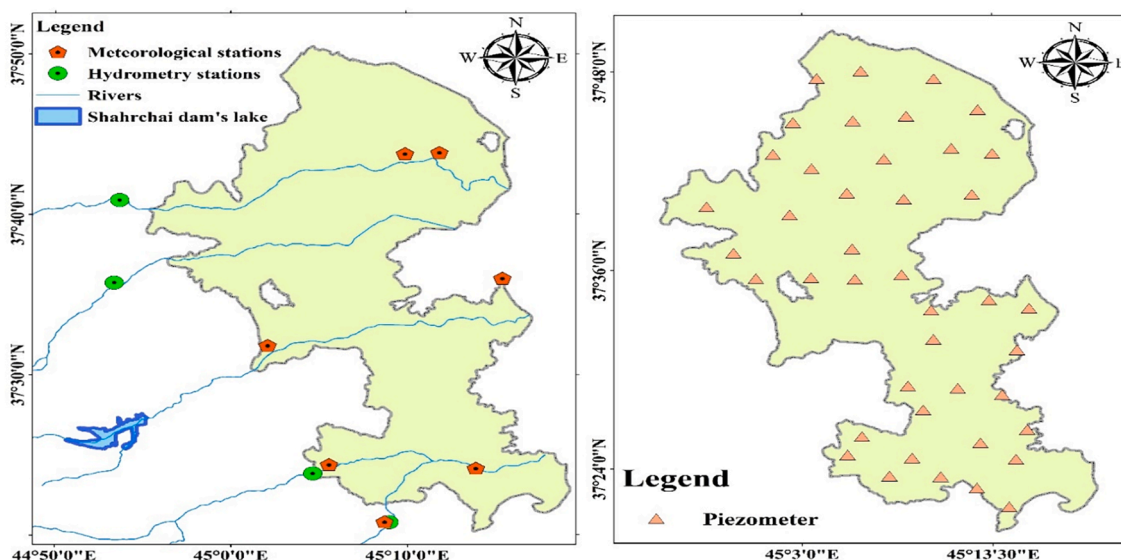 Legend
Meteorological stations
Hydrometry stations
Rivers
Shahrchai dam's lake
N
W
E
S
37°50'0"N
37°40'0"N
37°30'0"N
44°50'0"E
45°0'0"E
45°10'0"E
N
W
E
S
37°48'0"N
37°36'0"N
37°24'0"N
Legend
Piezometer
45°3'0"E
45°13'30"E